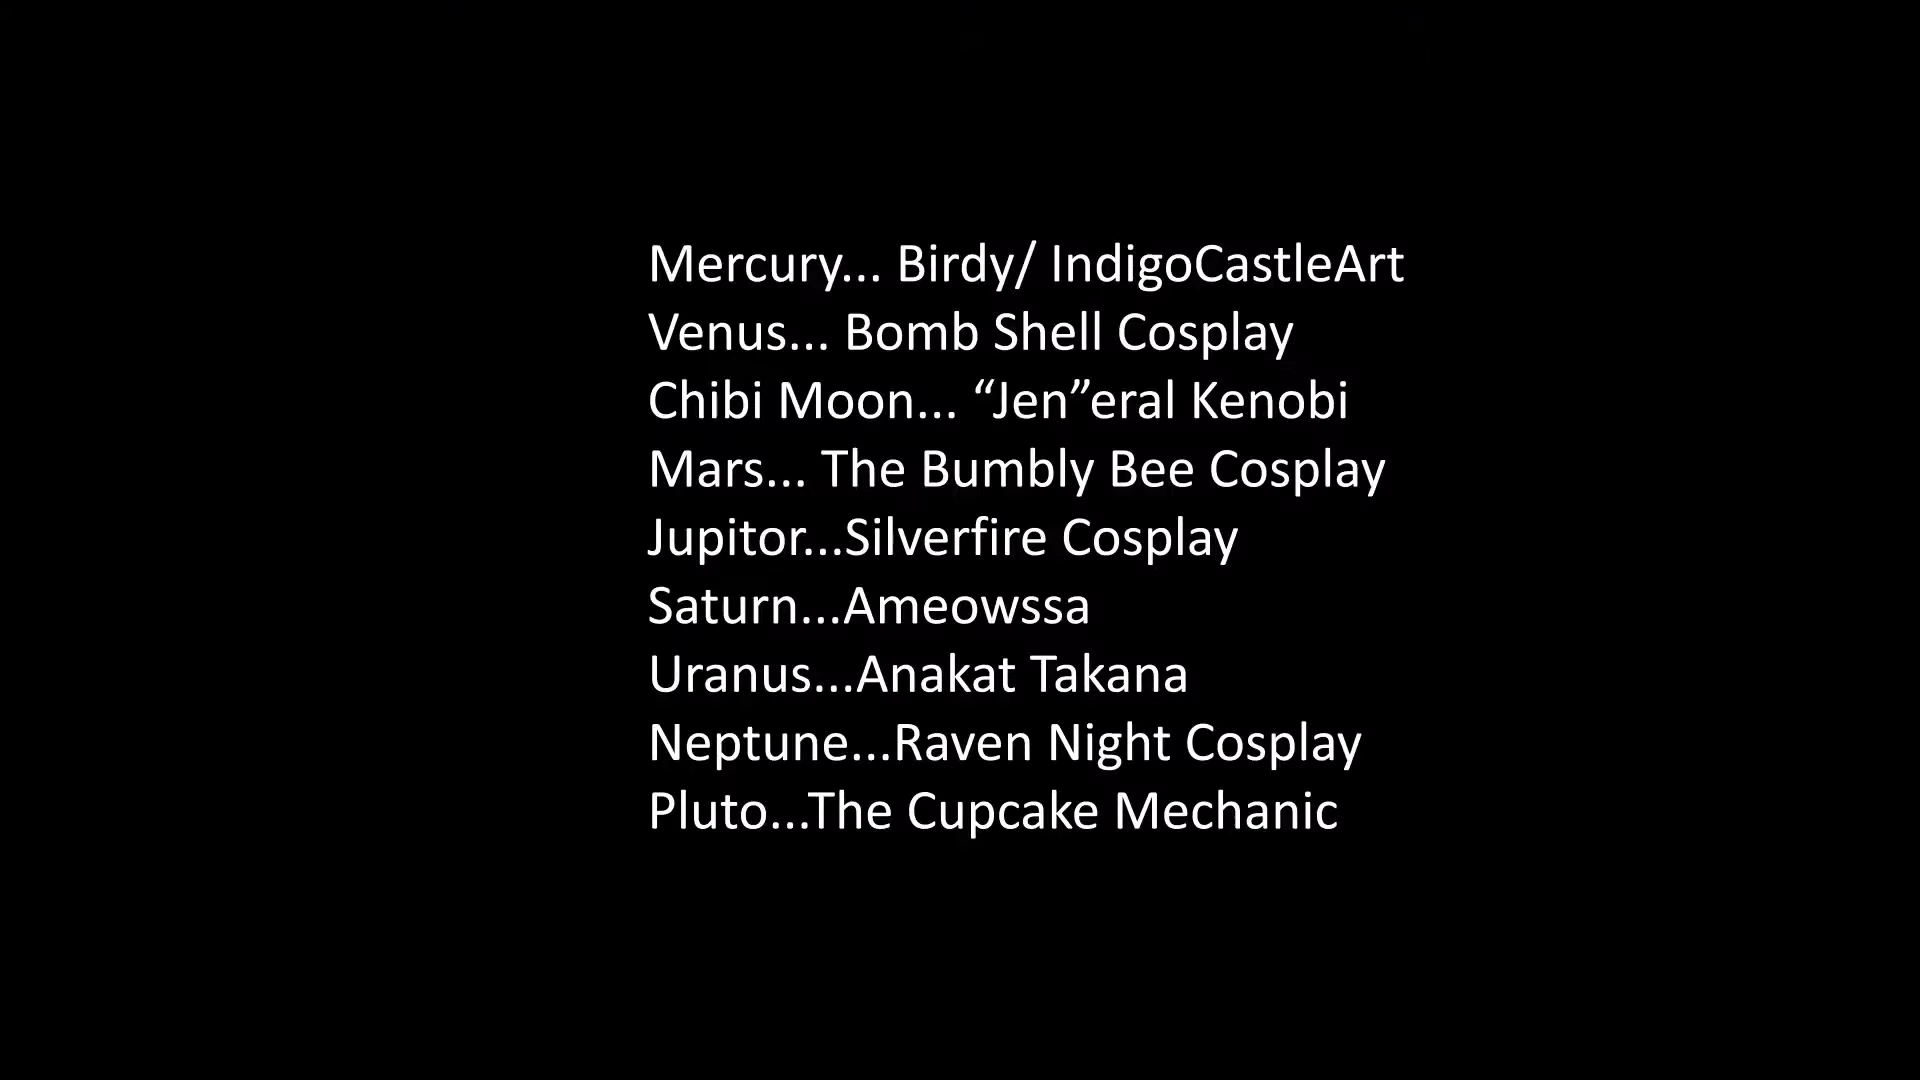 Mercury... Birdy/ IndigoCastleArt
Venus... Bomb Shell Cosplay
Chibi Moon... “Jen”eral Kenobi
Mars... The Bumbly Bee Cosplay
Jupitor...Silverfire Cosplay
Saturn...Ameowssa
Uranus...Anakat Takana
Neptune...Raven Night Cosplay
Pluto...The Cupcake Mechanic